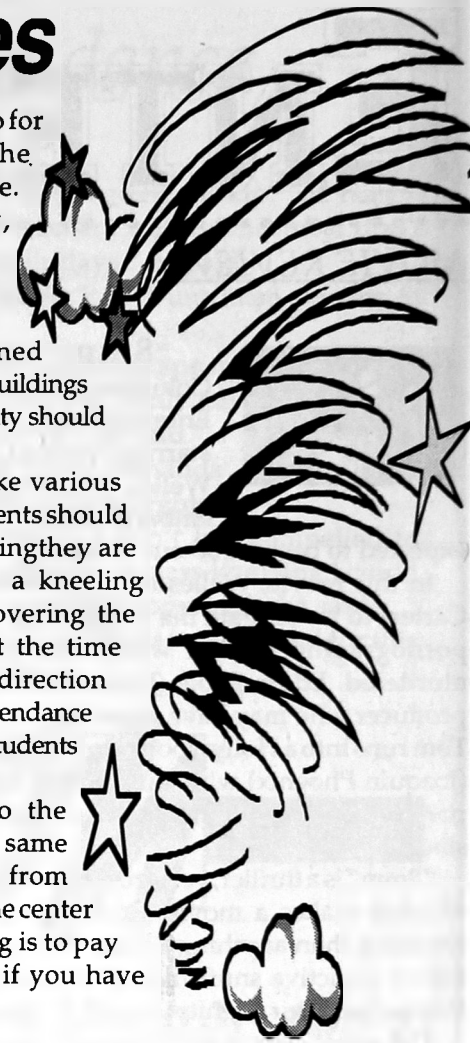 es
o for
he
e.
,
ned
uildings
ty should
ke various
ents should
ingthey are
a kneeling
overing the
t the time
direction
endance
tudents
o the
same
from
he center
g is to pay
if you have